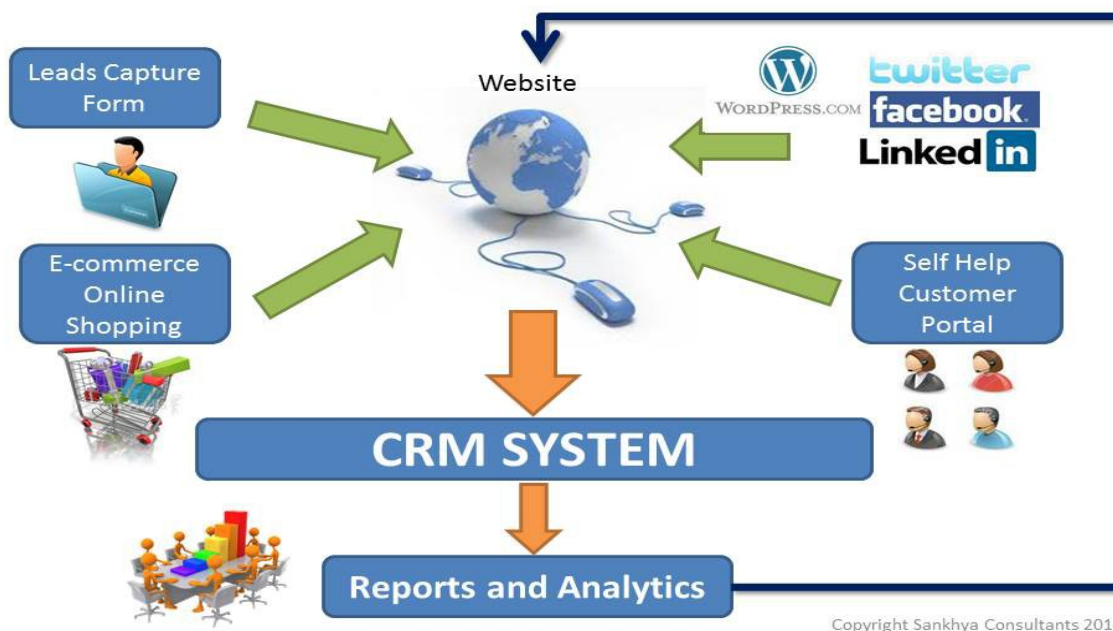 Leads Capture
Form
Website
WORDPRESS.COM
twitter
facebook.
Linked in
E-commerce
Online
Shopping
Self Help
Customer
Portal
CRM SYSTEM
Reports and Analytics
Copyright Sankhya Consultants 201